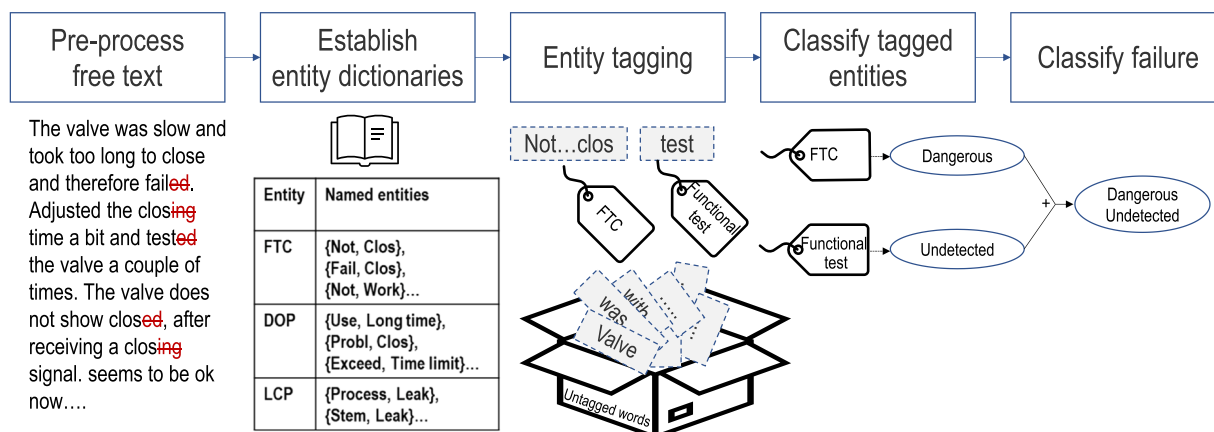 Pre-process
free text
Establish
entity dictionaries
Entity tagging
Classify tagged
entities
Classify failure
The valve was slow and
took too long to close
and therefore failed.
Adjusted the closing
time a bit and tested
the valve a couple of
times. The valve does
not show closed, after
receiving a closing
signal. seems to be ok
now….
Entity Named entities
FTC {Not, Clos},
{Fail, Clos},
{Not, Work}…
DOP {Use, Long time},
{Probl, Clos},
{Exceed, Time limit}…
LCP {Process, Leak},
{Stem, Leak}…
Not…clos
test
FTC
Functional
test
with
.....
...
was
Valve
Untagged words
FTC
Dangerous
Functional
test
Undetected
+
Dangerous
Undetected